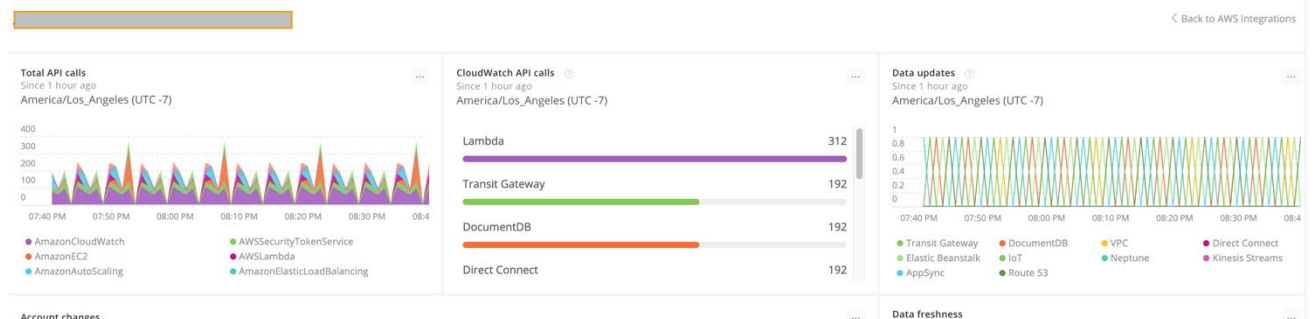 Back to AWS Integrations
Total API calls
Since 1 hour ago
America/Los_Angeles (UTC -7)
400
300
200
100
0
07:40 PM 07:50 PM 08:00 PM 08:10 PM 08:20 PM 08:30 PM 08:4
AmazonCloudWatch AWSSecurityTokenService
AmazonEC2 AWSLambda
AmazonAutoScaling AmazonElasticLoadBalancing
CloudWatch API calls ?
Since 1 hour ago
America/Los_Angeles (UTC -7)
Lambda 312
Transit Gateway 192
DocumentDB 192
Direct Connect 192
Data updates ?
Since 1 hour ago
America/Los_Angeles (UTC -7)
1
0.8
0.6
0.4
0.2
0
07:40 PM 07:50 PM 08:00 PM 08:10 PM 08:20 PM 08:30 PM 08:4
Transit Gateway DocumentDB VPC Direct Connect
Elastic Beanstalk IoT Neptune Kinesis Streams
AppSync Route 53
Account changes
Data freshness